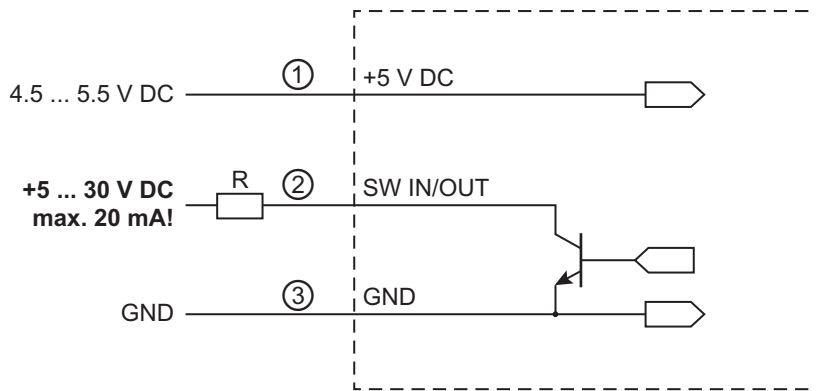 4.5 ... 5.5 V DC ① +5 V DC
+5 ... 30 V DC
max. 20 mA!
R ② SW IN/OUT
GND ③ GND